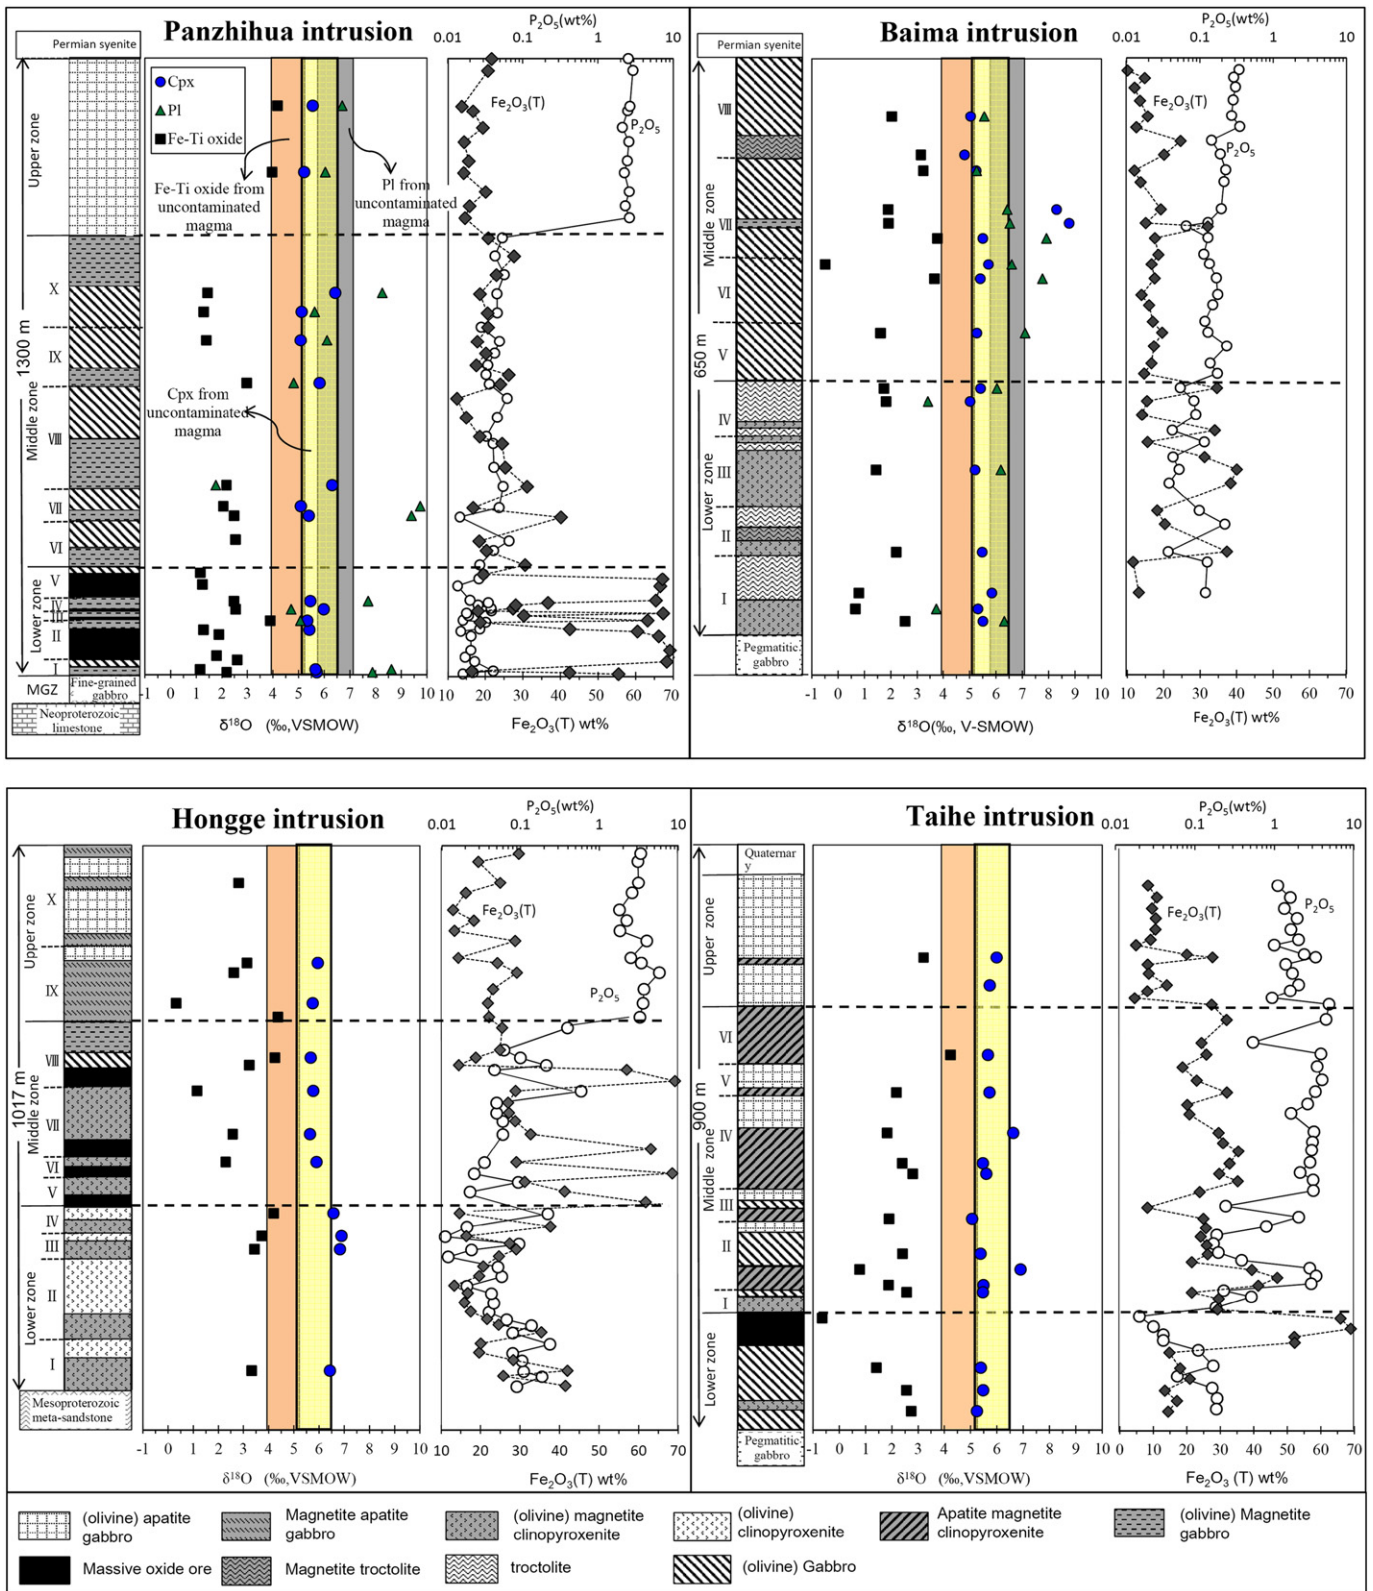 Panzhihua intrusion
P₂O₅(wt%)
0.01 0.1 1 10
Permian syenite
Cpx
Pl
Fe-Ti oxide
Fe-Ti oxide from
uncontaminated
magma
Pl from
uncontaminated
magma
Cpx from
uncontaminated
magma
Fe₂O₃(T)
P₂O₅
1300 m
Upper zone
Middle zone
Lower zone
X
IX
VIII
VII
VI
V
IV
III
II
I
MGZ
Fine-grained
gabbro
Neoproterozoic
limestone
-1 0 1 2 3 4 5 6 7 8 9 10
δ¹⁸O (‰,VSMOW)
10 20 30 40 50 60 70
Fe₂O₃(T) wt%
Baima intrusion
P₂O₅(wt%)
0.01 0.1 1 10
Permian syenite
Fe₂O₃(T)
P₂O₅
650 m
Middle zone
Lower zone
VIII
VII
VI
V
IV
III
II
I
Pegmatitic
gabbro
-1 0 1 2 3 4 5 6 7 8 9 10
δ¹⁸O(‰, V-SMOW)
10 20 30 40 50 60 70
Fe₂O₃(T) wt%
Hongge intrusion
P₂O₅(wt%)
0.01 0.1 1 10
Fe₂O₃(T)
P₂O₅
1017 m
Upper zone
Middle zone
Lower zone
X
IX
VIII
VII
VI
V
IV
III
II
I
Mesoproterozoic
meta-sandstone
-1 0 1 2 3 4 5 6 7 8 9 10
δ¹⁸O (‰,VSMOW)
10 20 30 40 50 60 70
Fe₂O₃(T) wt%
Taihe intrusion
P₂O₅(wt%)
0.01 0.1 1 10
Quaternar
y
Fe₂O₃(T)
P₂O₅
900 m
Upper zone
Middle zone
Lower zone
VI
V
IV
III
II
I
Pegmatitic
gabbro
-1 0 1 2 3 4 5 6 7 8 9 10
δ¹⁸O (‰,VSMOW)
0 10 20 30 40 50 60 70
Fe₂O₃ (T) wt%
(olivine) apatite
gabbro
Magnetite apatite
gabbro
(olivine) magnetite
clinopyroxenite
(olivine)
clinopyroxenite
Apatite magnetite
clinopyroxenite
(olivine) Magnetite
gabbro
Massive oxide ore
Magnetite troctolite
troctolite
(olivine) Gabbro